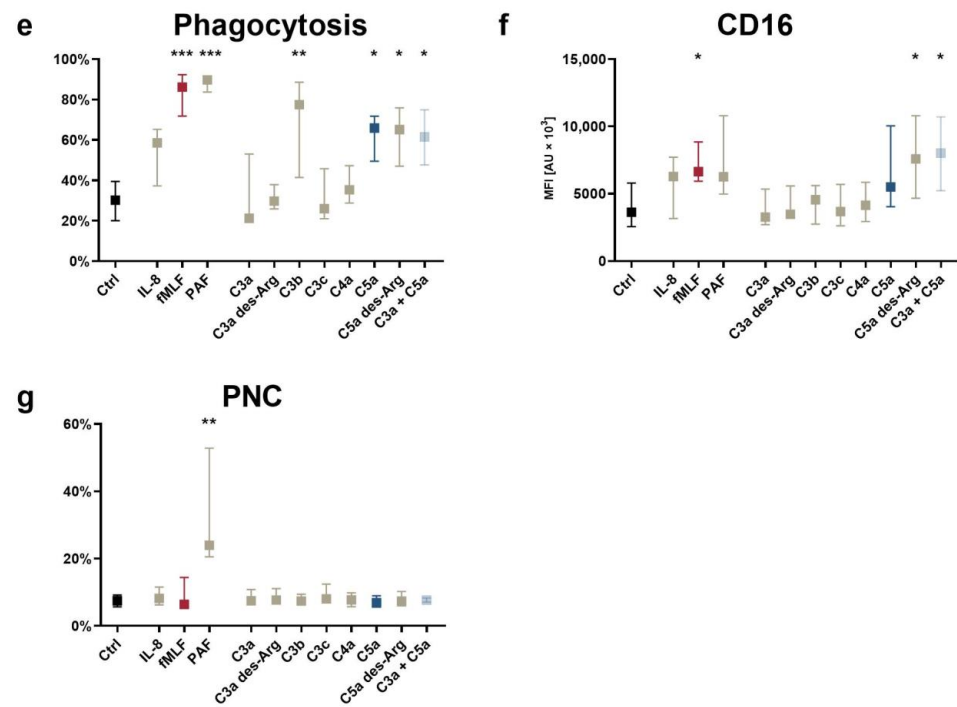 e Phagocytosis
*** *** ** * * *
100%
80%
60%
40%
20%
0%
Ctrl IL-8 fMLF PAF C3a C3a des-Arg C3b C3c C4a C5a C5a des-Arg C3a + C5a
f CD16
* * *
MFI [AU × 10³]
15,000
10,000
5000
0
Ctrl IL-8 fMLF PAF C3a C3a des-Arg C3b C3c C4a C5a C5a des-Arg C3a + C5a
g PNC
**
60%
40%
20%
0%
Ctrl IL-8 fMLF PAF C3a C3a des-Arg C3b C3c C4a C5a C5a des-Arg C3a + C5a